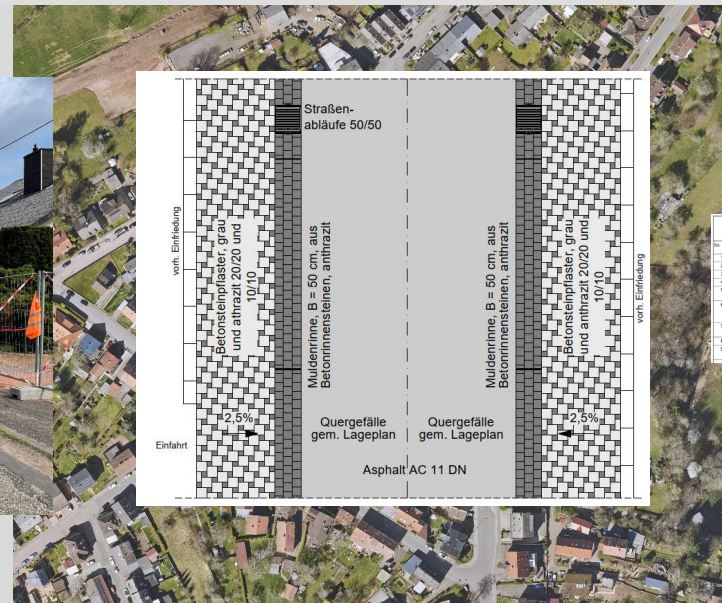 Straßen-
abläufe 50/50
vorh. Einfriedung
Betonsteinpflaster, grau
und athrazit 20/20 und
10/10
Muldenrinne, B = 50 cm, aus
Betonrinnensteinen, anthrazit
Muldenrinne, B = 50 cm, aus
Betonrinnensteinen, anthrazit
Betonsteinpflaster, grau
und anthrazit 20/20 und
10/10
vorh. Einfriedung
2,5%
Quergefälle
gem. Lageplan
Quergefälle
gem. Lageplan
2,5%
Einfahrt
Asphalt AC 11 DN